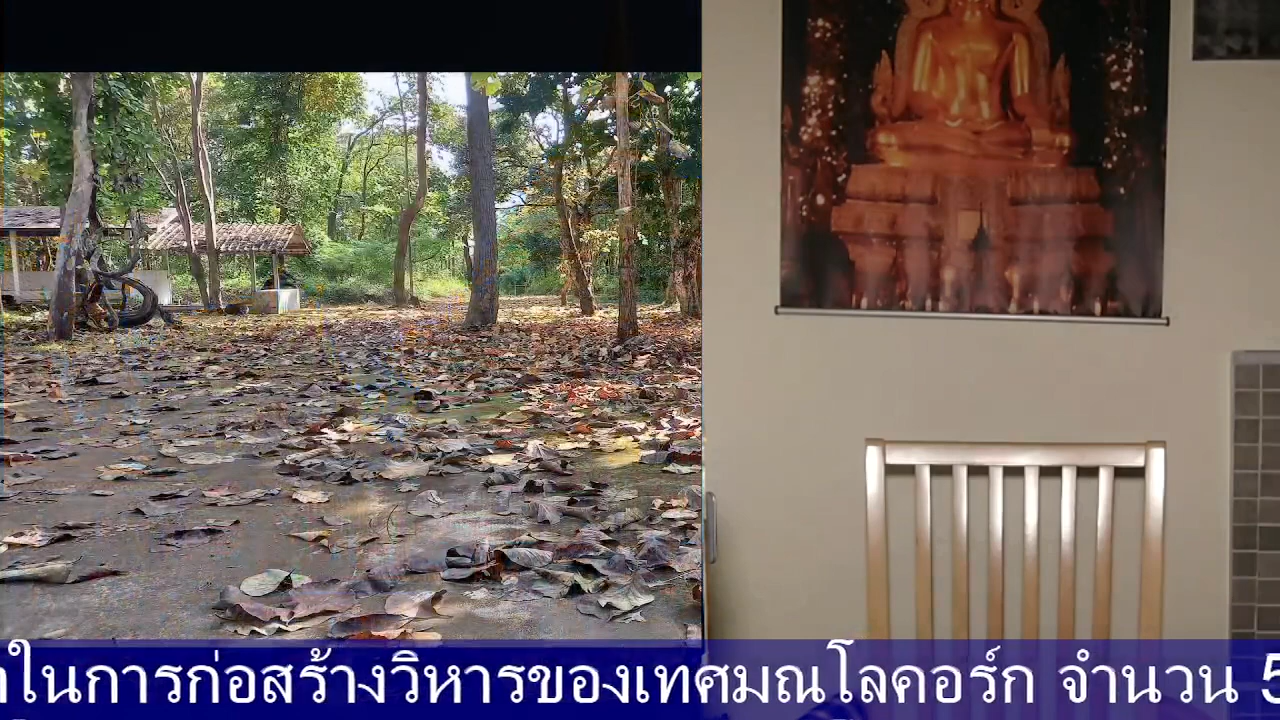 ในการก่อสร้างวิหารของเทศมณโลคอร์ก จำนวน 5